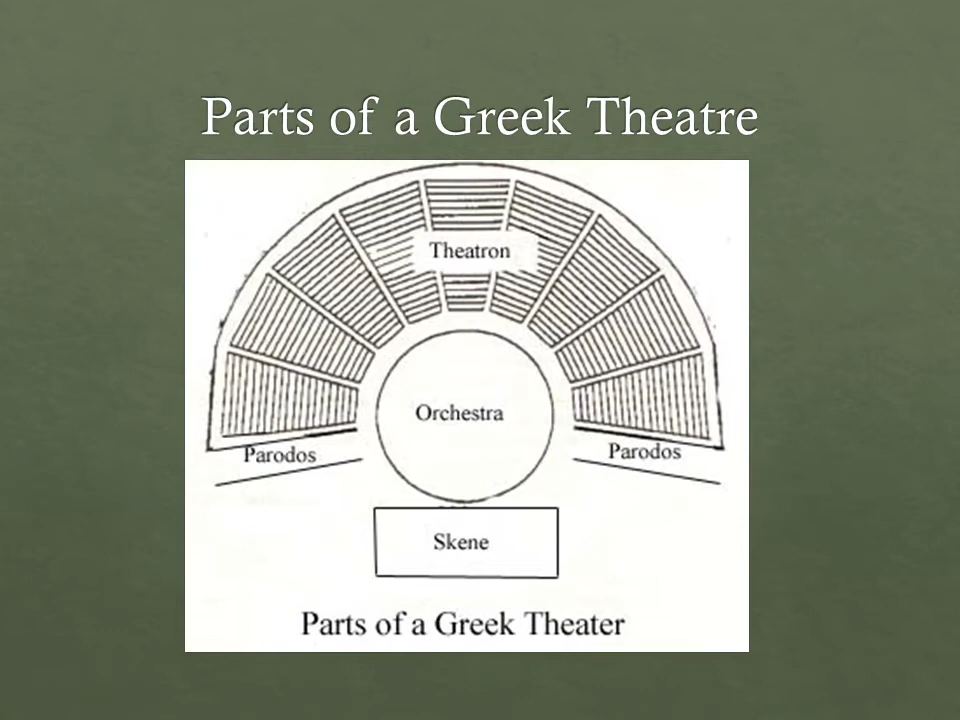 Parts of a Greek Theatre
Theatron
Orchestra
Parodos
Parodos
Skene
Parts of a Greek Theater